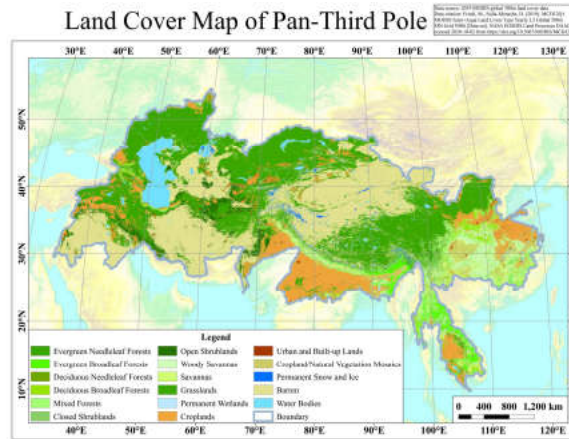 Land Cover Map of Pan-Third Pole
30°E 40°E 50°E 60°E 70°E 80°E 90°E 100°E 110°E 120°E 130°E
50°N
40°N 40°N
30°N 30°N
20°N 20°N
10°N 10°N
Legend
Evergreen Needleleaf Forests Open Shrublands Urban and Built-up Lands
Evergreen Broadleaf Forests Woody Savannas Cropland/Natural Vegetation Mosaics
Deciduous Needleleaf Forests Savannas Permanent Snow and Ice
Deciduous Broadleaf Forests Grasslands Barren
Mixed Forests Permanent Wetlands Water Bodies
Closed Shrublands Croplands Boundary
0 400 800 1,200 km
40°E 50°E 60°E 70°E 80°E 90°E 100°E 110°E 120°E